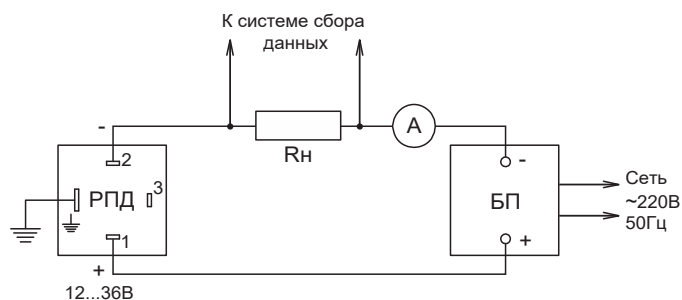 К системе сбора
данных
A
Rн
-
2
3
РПД
1
+
12...36В
-
БП
+
Сеть
~220В
50Гц